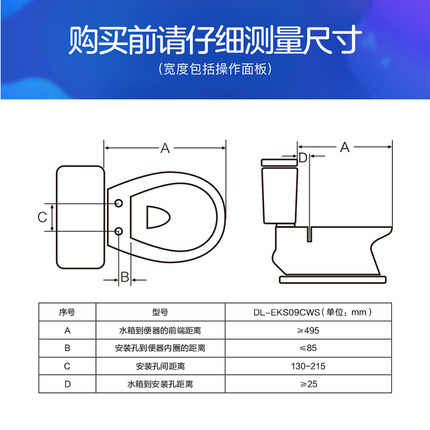 购买前请仔细测量尺寸
(宽度包括操作面板)
A
A
D
C
B
序号 型号 DL-EKS09CWS(单位：mm)
A 水箱到便器的前端距离 ≥495
B 安装孔到便器内圈的距离 ≤85
C 安装孔间距离 130-215
D 水箱到安装孔距离 ≥25